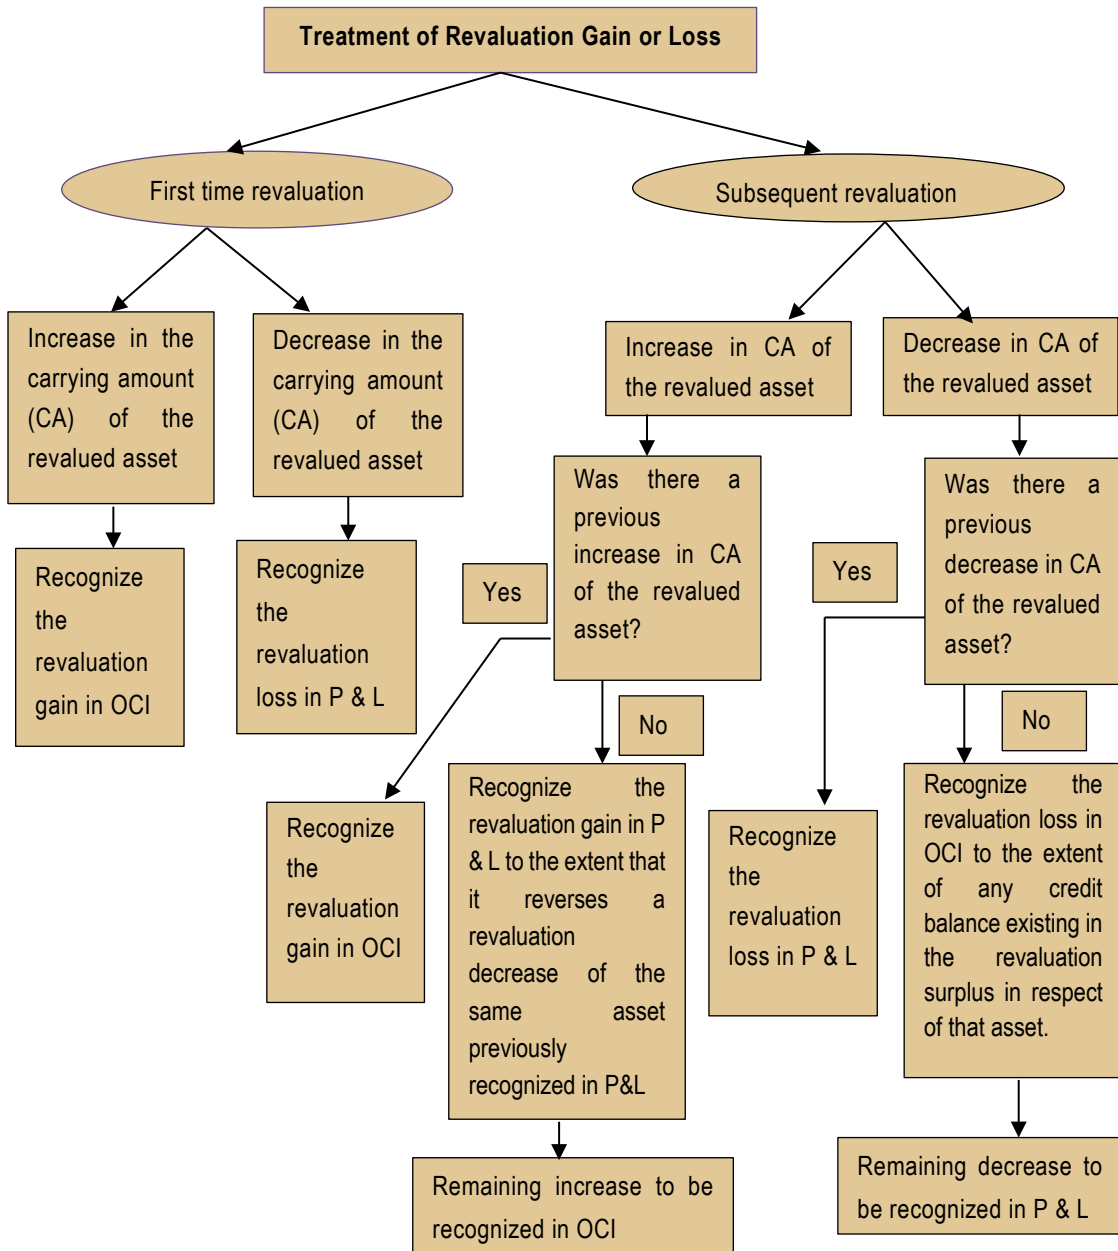 Treatment of Revaluation Gain or Loss
First time revaluation
Subsequent revaluation
Increase in the
carrying amount
(CA) of the
revalued asset
Decrease in the
carrying amount
(CA) of the
revalued asset
Increase in CA of
the revalued asset
Decrease in CA of
the revalued asset
Recognize
the
revaluation
gain in OCI
Recognize
the
revaluation
loss in P & L
Was there a
previous
increase in CA
of the revalued
asset?
Was there a
previous
decrease in CA
of the revalued
asset?
Yes
No
Yes
No
Recognize
the
revaluation
gain in OCI
Recognize the
revaluation gain in P
& L to the extent that
it reverses a
revaluation
decrease of the
same asset
previously
recognized in P&L
Recognize
the
revaluation
loss in P & L
Recognize the
revaluation loss in
OCI to the extent
of any credit
balance existing in
the revaluation
surplus in respect
of that asset.
Remaining increase to be
recognized in OCI
Remaining decrease to
be recognized in P & L